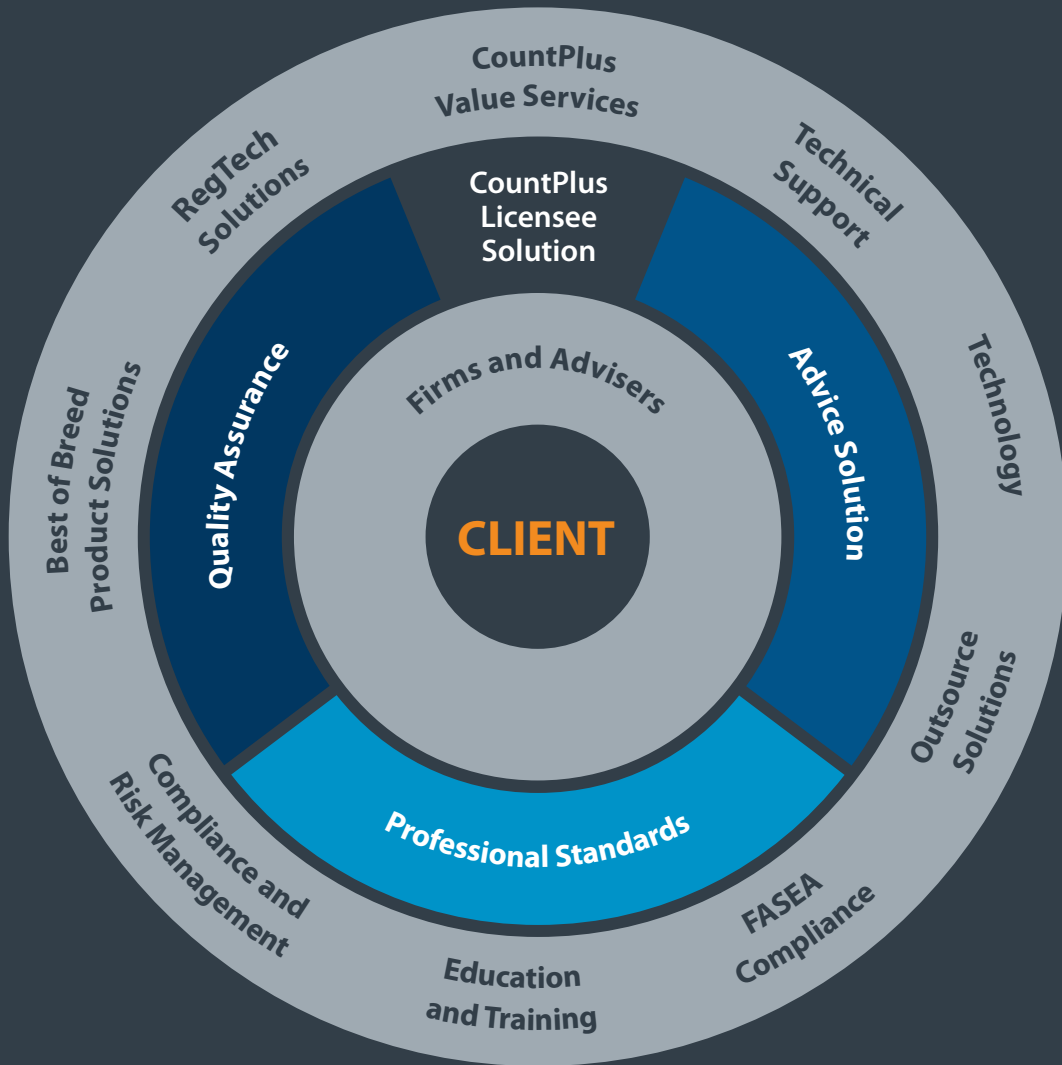 CountPlus
Value Services
Technical
Support
Technology
Outsource
Solutions
FASEA
Compliance
Education
and Training
Compliance and
Risk Management
Best of Breed
Product Solutions
RegTech
Solutions
CountPlus
Licensee
Solution
Advice Solution
Professional Standards
Quality Assurance
Firms and Advisers
CLIENT